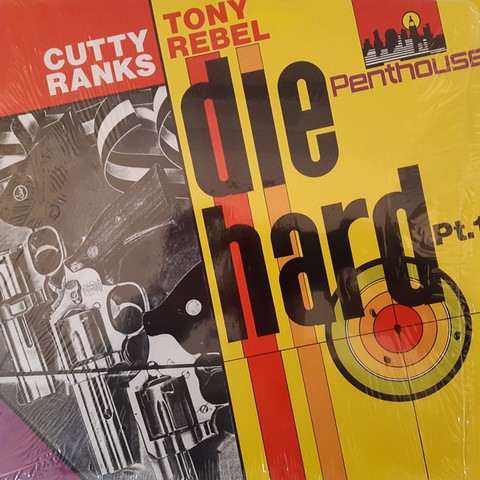 CUTTY
RANKS
TONY
REBEL
Penthouse
die
hard
Pt.1